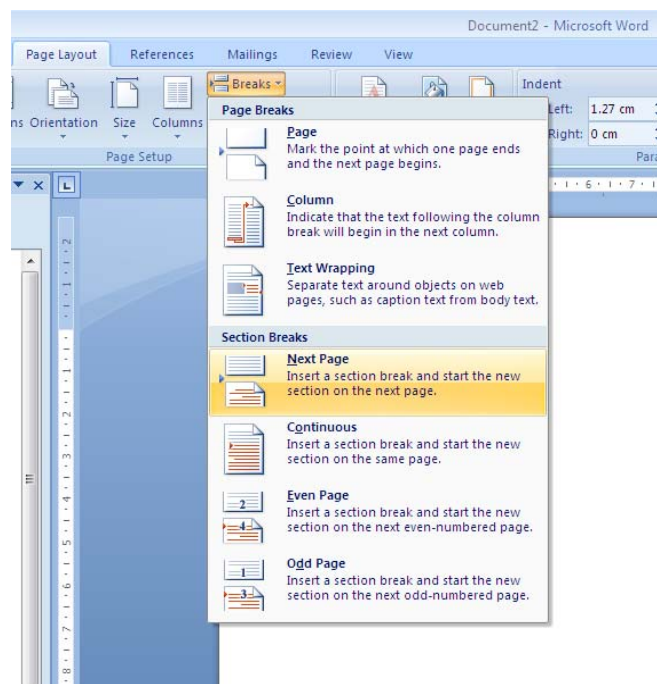 Document2 - Microsoft Word
Page Layout References Mailings Review View
Breaks
Indent
Left: 1.27 cm
Right: 0 cm
Orientation Size Columns
Page Setup
Page Breaks
Page
Mark the point at which one page ends
and the next page begins.
Column
Indicate that the text following the column
break will begin in the next column.
Text Wrapping
Separate text around objects on web
pages, such as caption text from body text.
Section Breaks
Next Page
Insert a section break and start the new
section on the next page.
Continuous
Insert a section break and start the new
section on the same page.
Even Page
Insert a section break and start the new
section on the next even-numbered page.
Odd Page
Insert a section break and start the new
section on the next odd-numbered page.